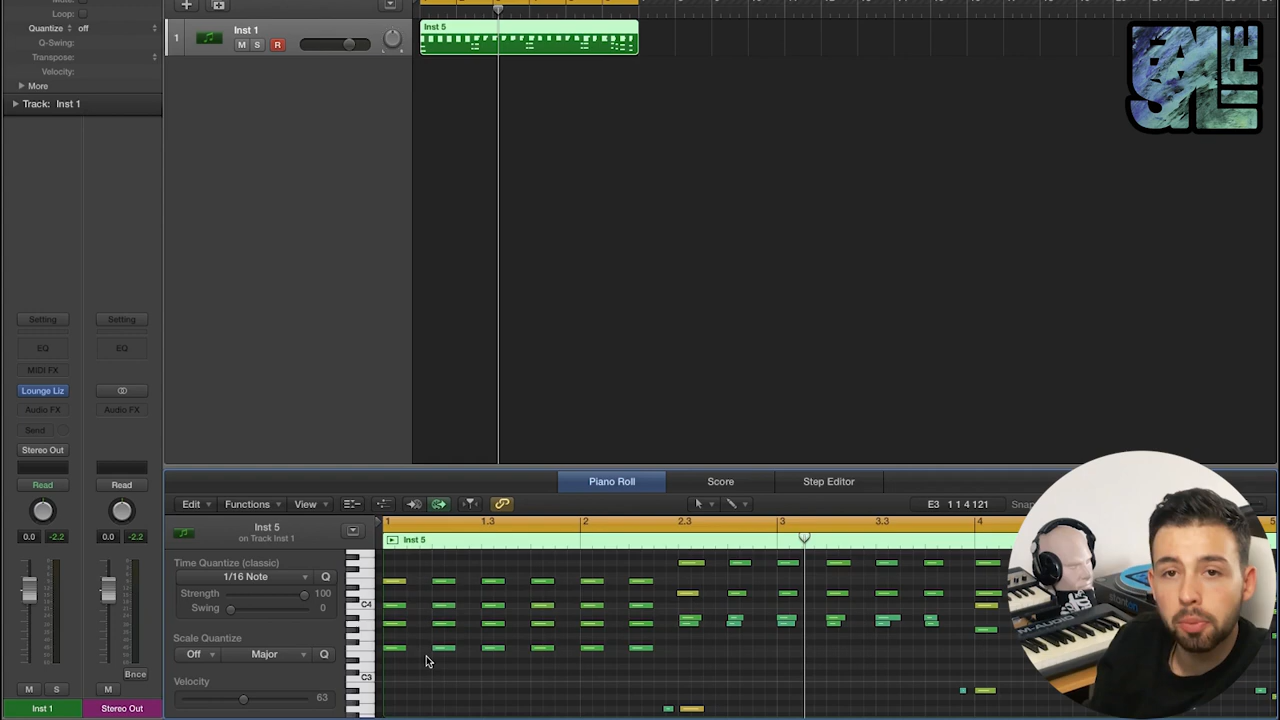 Loop:
Quantize off
Q-Swing:
Transpose:
Velocity:
More
Track: Inst 1
1
Inst 1
M S R
Inst 5
Setting Setting
EQ EQ
MIDI FX
Lounge Liz
Audio FX Audio FX
Send
Stereo Out
Read Read
0.0 -2.2 0.0 -2.2
Bnce
M S M
Inst 1 Stereo Out
Piano Roll Score Step Editor
Edit Functions View
E3 1 1 4 121
Snap
Inst 5
on Track Inst 1
1 1.3 2 2.3 3 3.3 4
Inst 5
Time Quantize (classic)
1/16 Note Q
Strength 100
Swing 0
Scale Quantize
Off Major Q
Velocity 63
C4
C3
M-AUDIO
stanton